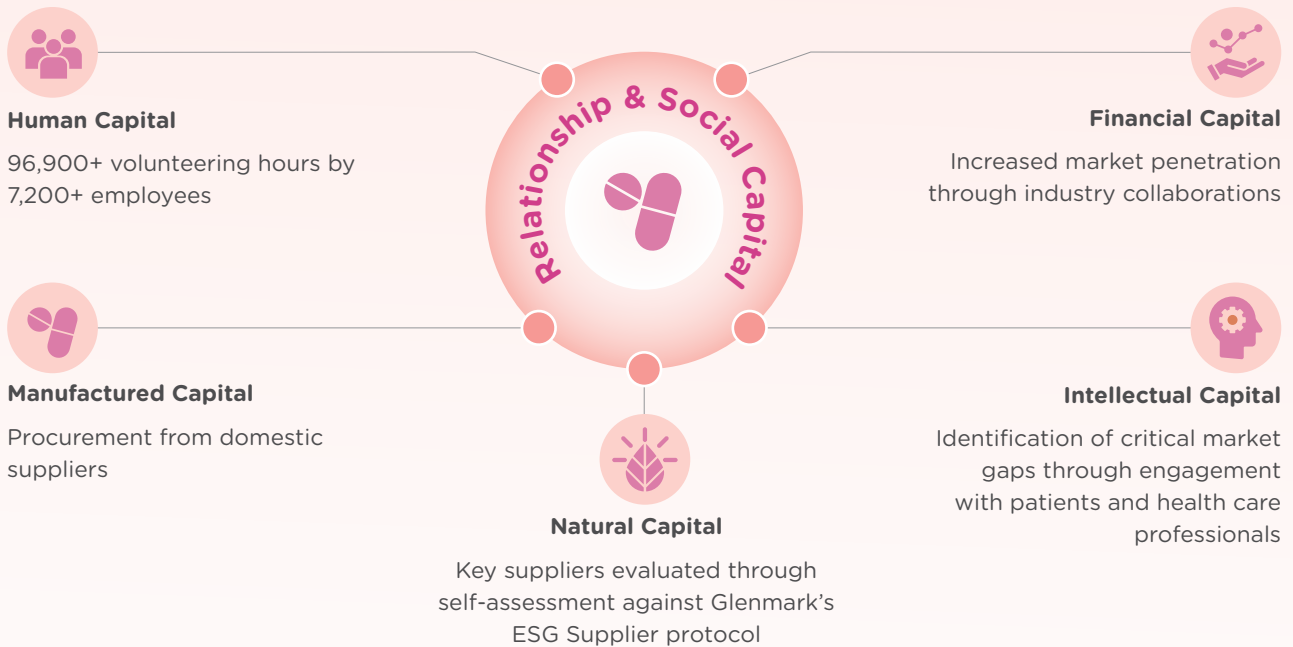 Relationship & Social Capital
Human Capital
96,900+ volunteering hours by
7,200+ employees
Financial Capital
Increased market penetration
through industry collaborations
Manufactured Capital
Procurement from domestic
suppliers
Natural Capital
Key suppliers evaluated through
self-assessment against Glenmark’s
ESG Supplier protocol
Intellectual Capital
Identification of critical market
gaps through engagement
with patients and health care
professionals